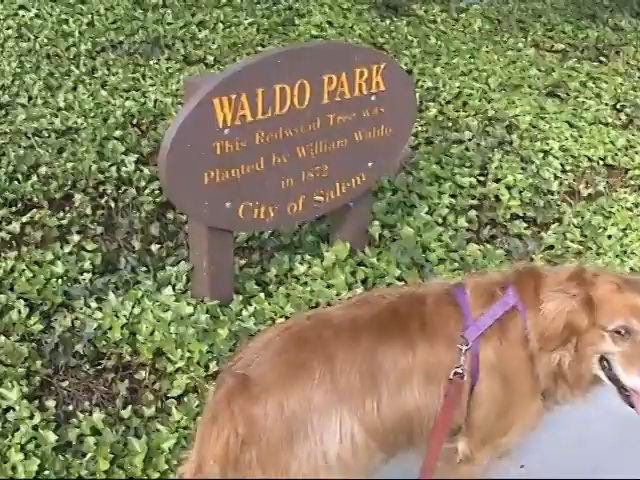 WALDO PARK
This Redwood Tree was
Planted by William Waldo
in 1872
City of Salem